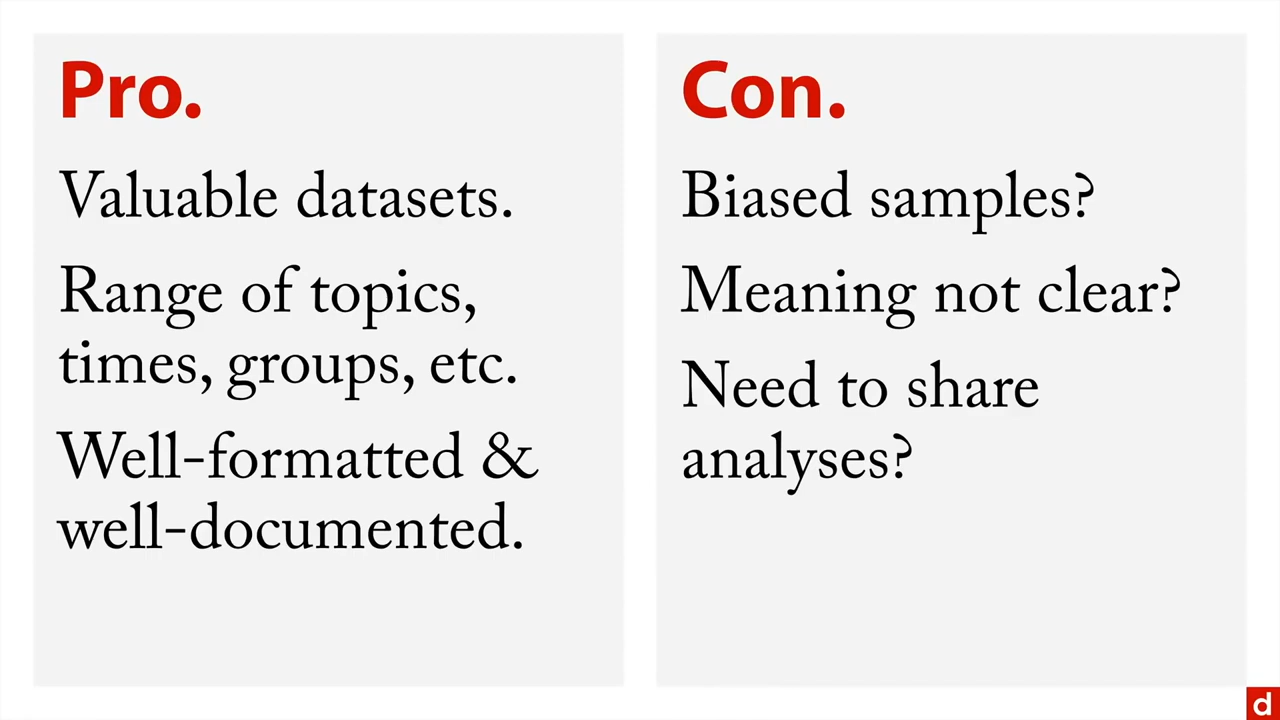 Pro.
Valuable datasets.
Range of topics,
times, groups, etc.
Well-formatted &
well-documented.
Con.
Biased samples?
Meaning not clear?
Need to share
analyses?
d